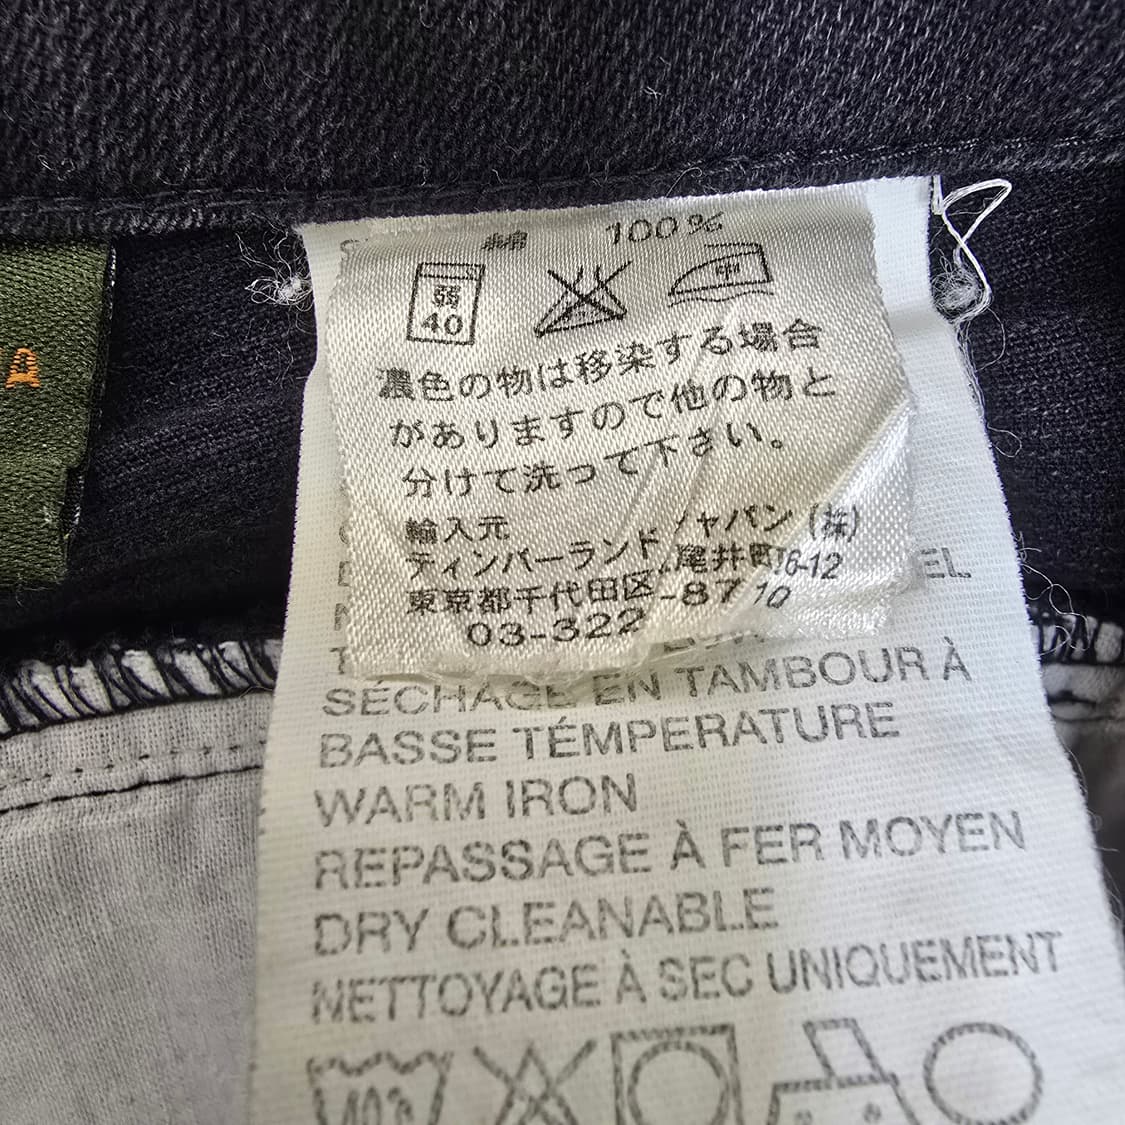 綿 100%
弱
40
中
濃色の物は移染する場合
がありますので他の物と
分けて洗って下さい。
輸入元
ティンバーランド ジャパン (株)
東京都千代田区 尾井町 6-12
03-322 -8710
EL
SÉCHAGE EN TAMBOUR À
BASSE TÉMPERATURE
WARM IRON
REPASSAGE À FER MOYEN
DRY CLEANABLE
NETTOYAGE À SEC UNIQUEMENT
40°
A